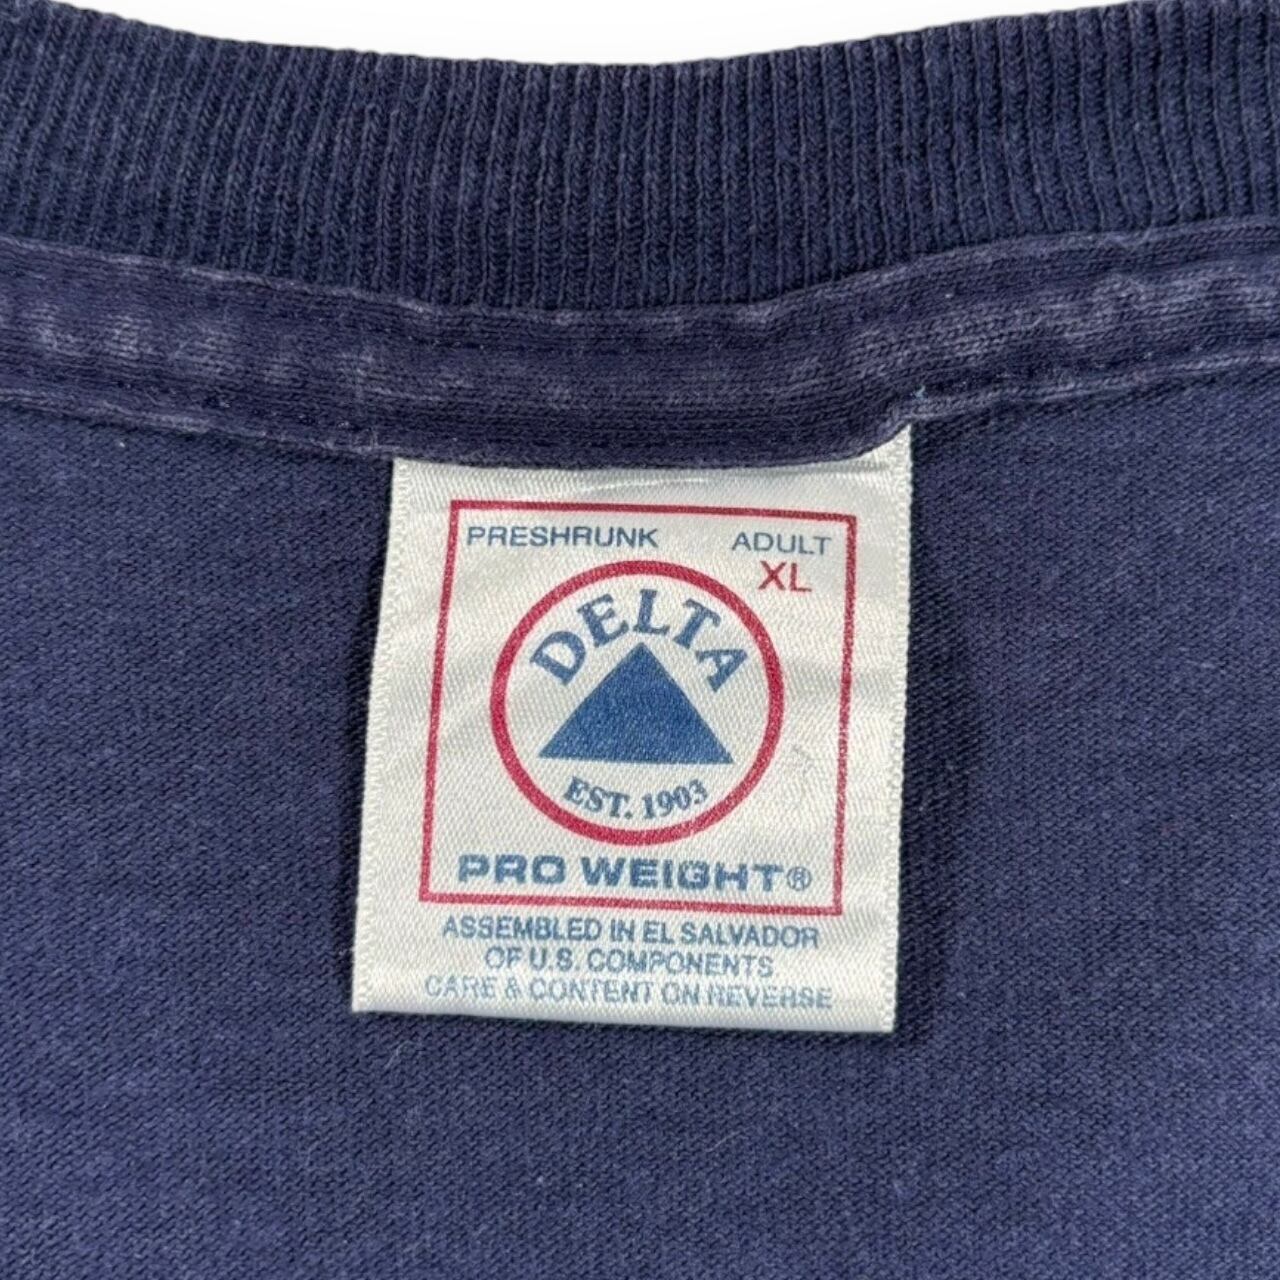 PRESHRUNK ADULT
XL
DELTA
EST. 1903
PRO WEIGHT®
ASSEMBLED IN EL SALVADOR
OF U.S. COMPONENTS
CARE & CONTENT ON REVERSE